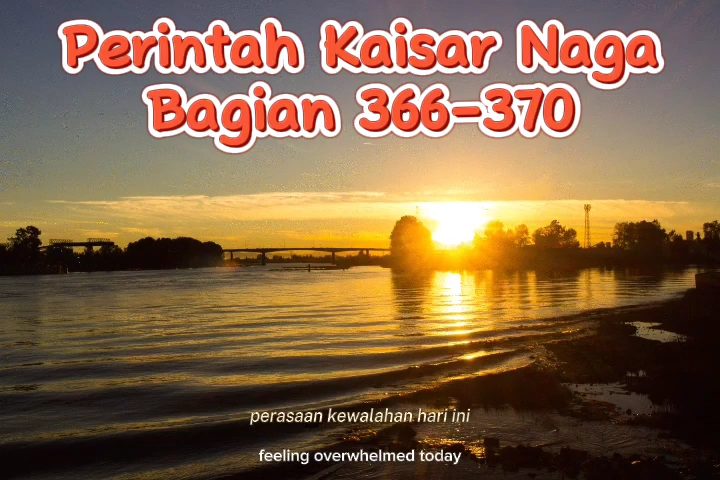 Perintah Kaisar Naga
Bagian 366-370
perasaan kewalahan hari ini
feeling overwhelmed today